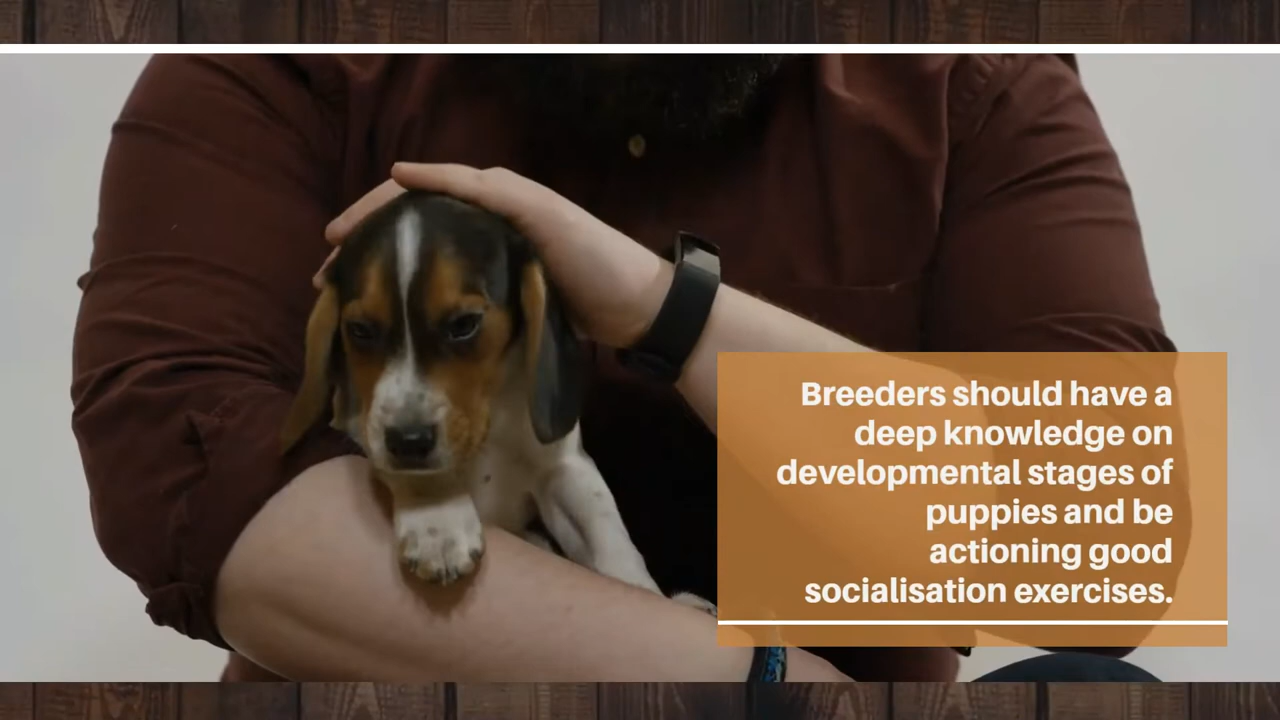 Breeders should have a
deep knowledge on
developmental stages of
puppies and be
actioning good
socialisation exercises.